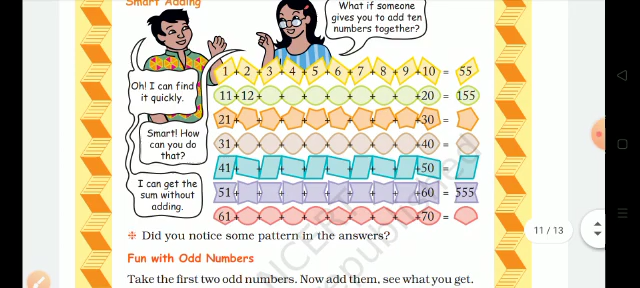 Smart Adding
What if someone
gives you to add ten
numbers together?
Oh! I can find
it quickly.
Smart! How
can you do
that?
I can get the
sum without
adding.
1 + 2 + 3 + 4 + 5 + 6 + 7 + 8 + 9 +10 = 55
11+12 + + + + + + + +20 = 155
21 + + + + + + + + +30 =
31 + + + + + + + + +40 =
41 + + + + + + + + +50 =
51 + + + + + + + + +60 = 555
61 + + + + + + + + +70 =
❖ Did you notice some pattern in the answers?
Fun with Odd Numbers
Take the first two odd numbers. Now add them, see what you get.
11 / 13